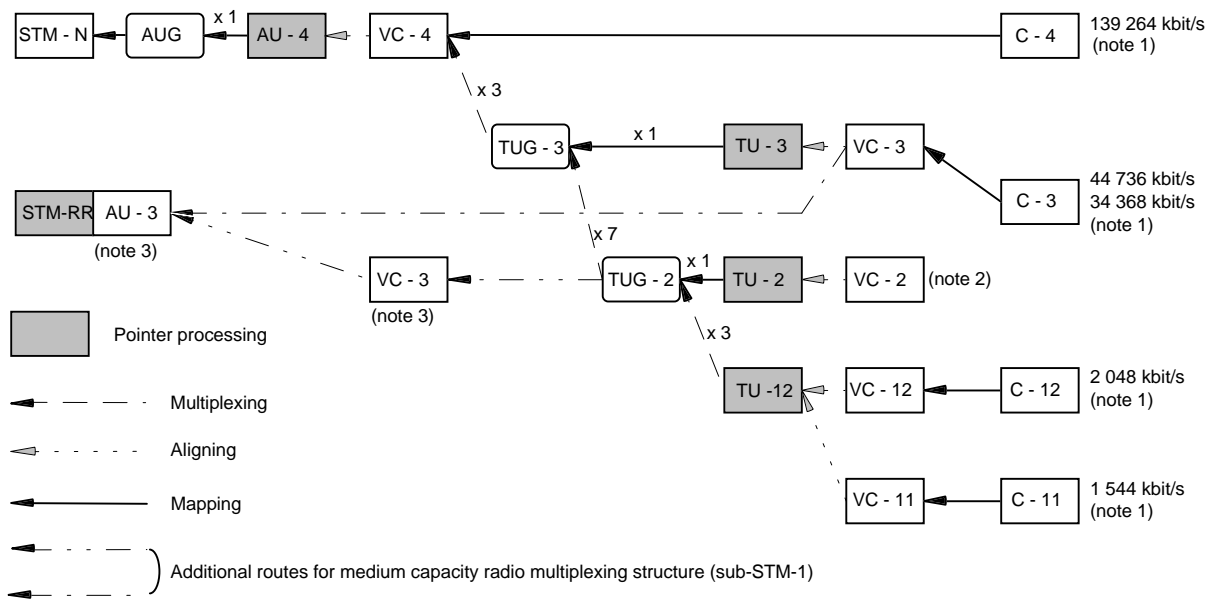 STM - N
AUG
x 1
AU - 4
VC - 4
C - 4
139 264 kbit/s
(note 1)
x 3
TUG - 3
x 1
TU - 3
VC - 3
C - 3
44 736 kbit/s
34 368 kbit/s
(note 1)
STM-RR
AU - 3
(note 3)
x 7
VC - 3
(note 3)
TUG - 2
x 1
TU - 2
VC - 2
(note 2)
Pointer processing
x 3
TU -12
VC - 12
C - 12
2 048 kbit/s
(note 1)
Multiplexing
Aligning
Mapping
VC - 11
C - 11
1 544 kbit/s
(note 1)
Additional routes for medium capacity radio multiplexing structure (sub-STM-1)